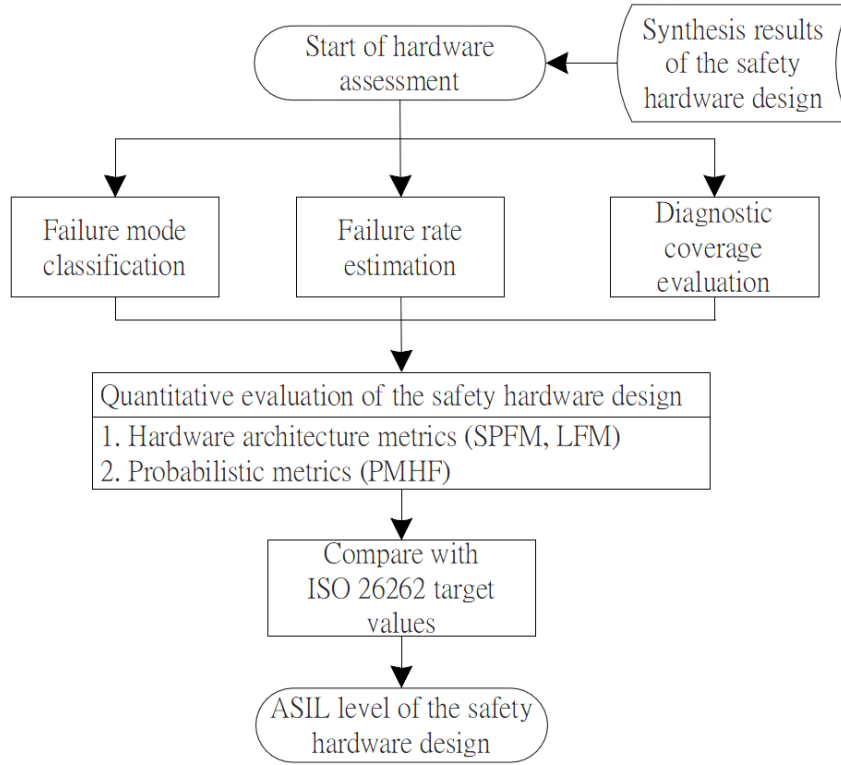 Start of hardware
assessment
Synthesis results
of the safety
hardware design
Failure mode
classification
Failure rate
estimation
Diagnostic
coverage
evaluation
Quantitative evaluation of the safety hardware design
1. Hardware architecture metrics (SPFM, LFM)
2. Probabilistic metrics (PMHF)
Compare with
ISO 26262 target
values
ASIL level of the safety
hardware design